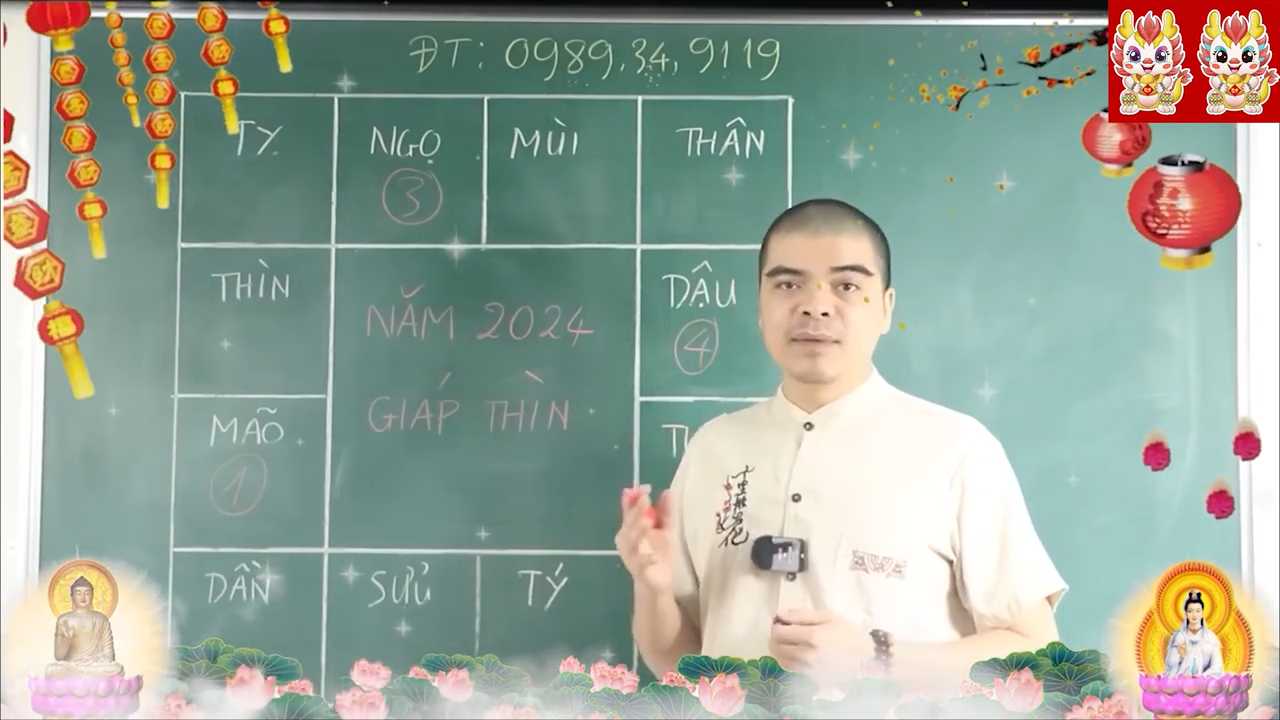 ĐT: 0989.34.9119
TỴ
NGỌ
MÙI
THÂN
③
THÌN
DẬU
④
NĂM 2024
GIÁP THÌN
MÃO
①
DẦN
SỬU
TÝ